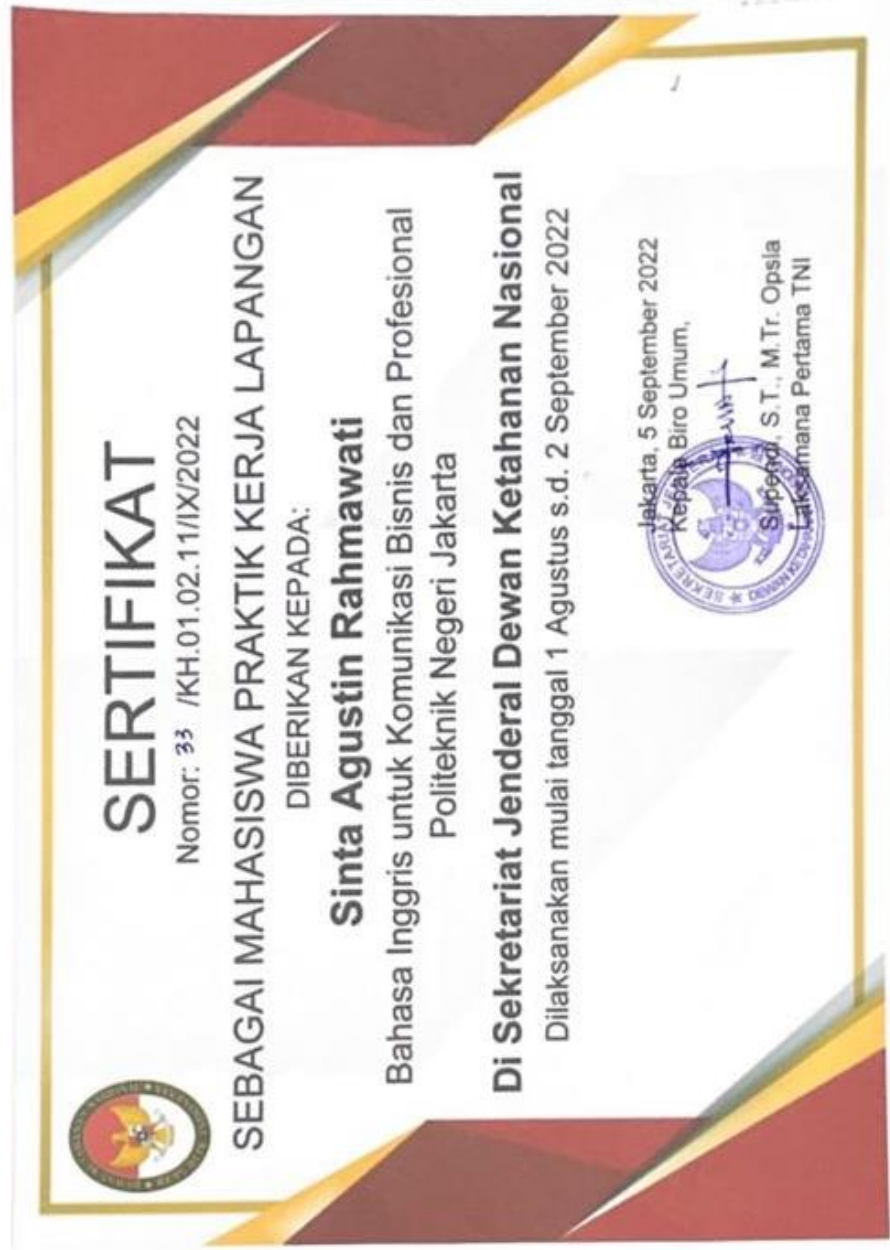 SERTIFIKAT
Nomor: 33 /KH.01.02.11/IX/2022
SEBAGAI MAHASISWA PRAKTIK KERJA LAPANGAN
DIBERIKAN KEPADA:
Sinta Agustin Rahmawati
Bahasa Inggris untuk Komunikasi Bisnis dan Profesional
Politeknik Negeri Jakarta
Di Sekretariat Jenderal Dewan Ketahanan Nasional
Dilaksanakan mulai tanggal 1 Agustus s.d. 2 September 2022
Jakarta, 5 September 2022
Kepala Biro Umum,
Supendi, S.T., M.Tr. Opsla
Laksamana Pertama TNI